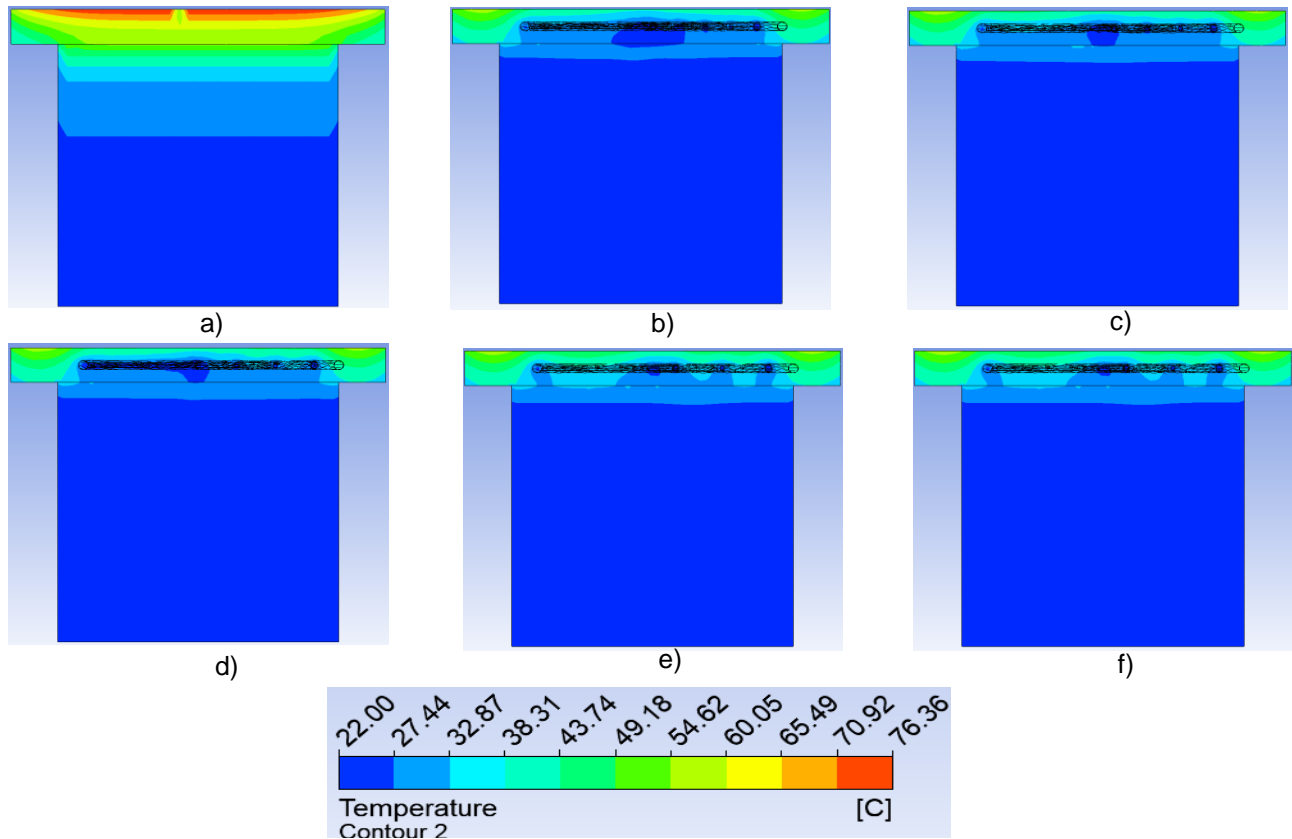 a)
b)
c)
d)
e)
f)
22.00 27.44 32.87 38.31 43.74 49.18 54.62 60.05 65.49 70.92 76.36
Temperature [C]
Contour 2